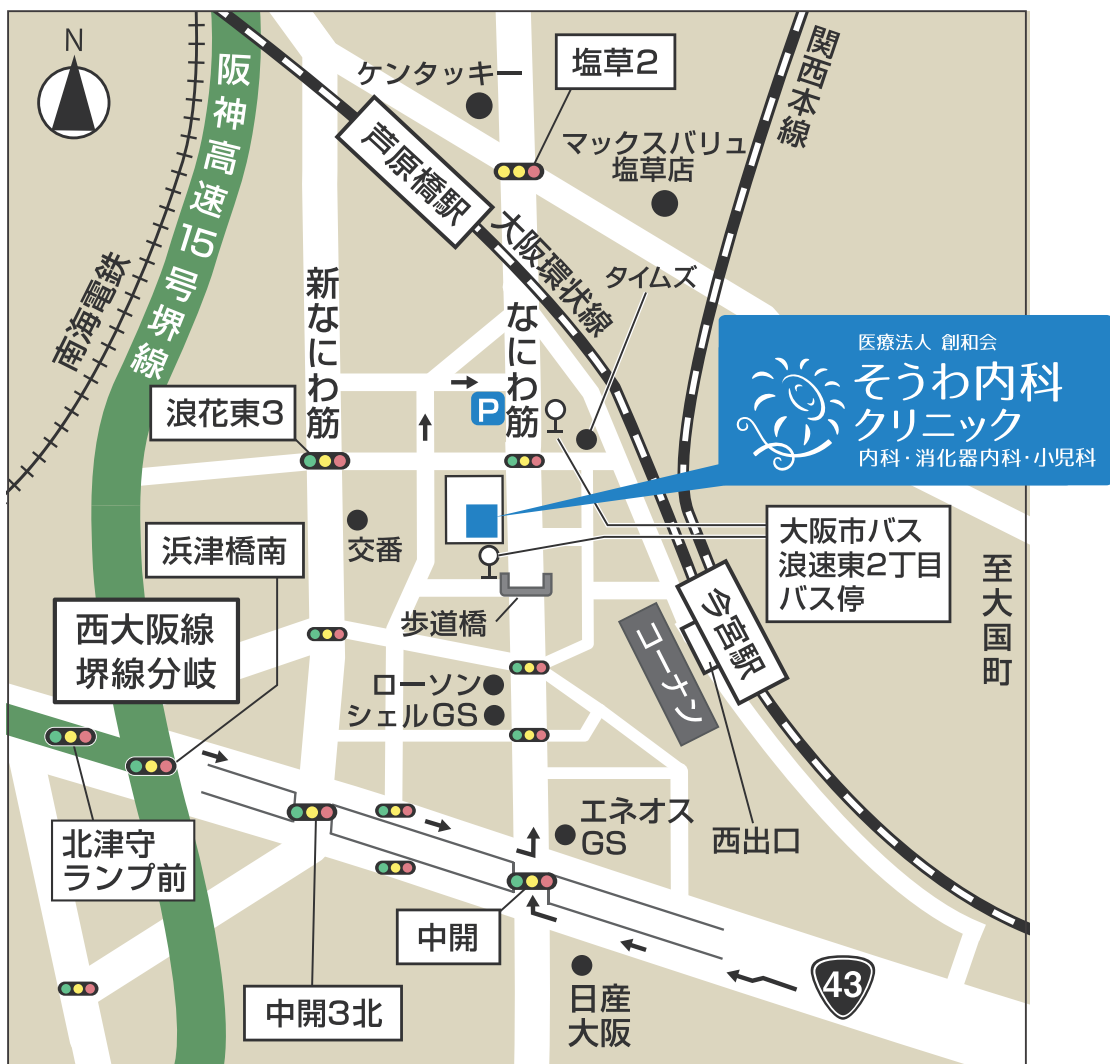 N
阪神高速15号堺線
南海電鉄
ケンタッキー
塩草2
関西本線
マックスバリュ
塩草店
芦原橋駅
大阪環状線
タイムズ
新なにわ筋
なにわ筋
医療法人 創和会
そうわ内科
クリニック
内科・消化器内科・小児科
浪花東3
P
交番
浜津橋南
大阪市バス
浪速東2丁目
バス停
至大国町
歩道橋
今宮駅
コーナン
西大阪線
堺線分岐
ローソン
シェルGS
エネオス
GS
西出口
北津守
ランプ前
中開
中開3北
日産
大阪
43